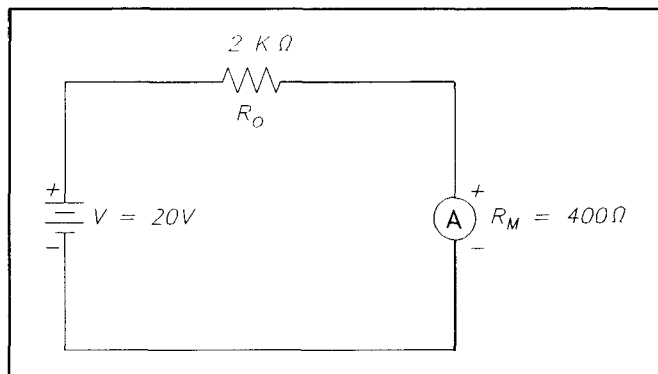 2 K Ω
R_O
+
V = 20V
−
+
A
R_M = 400Ω
−